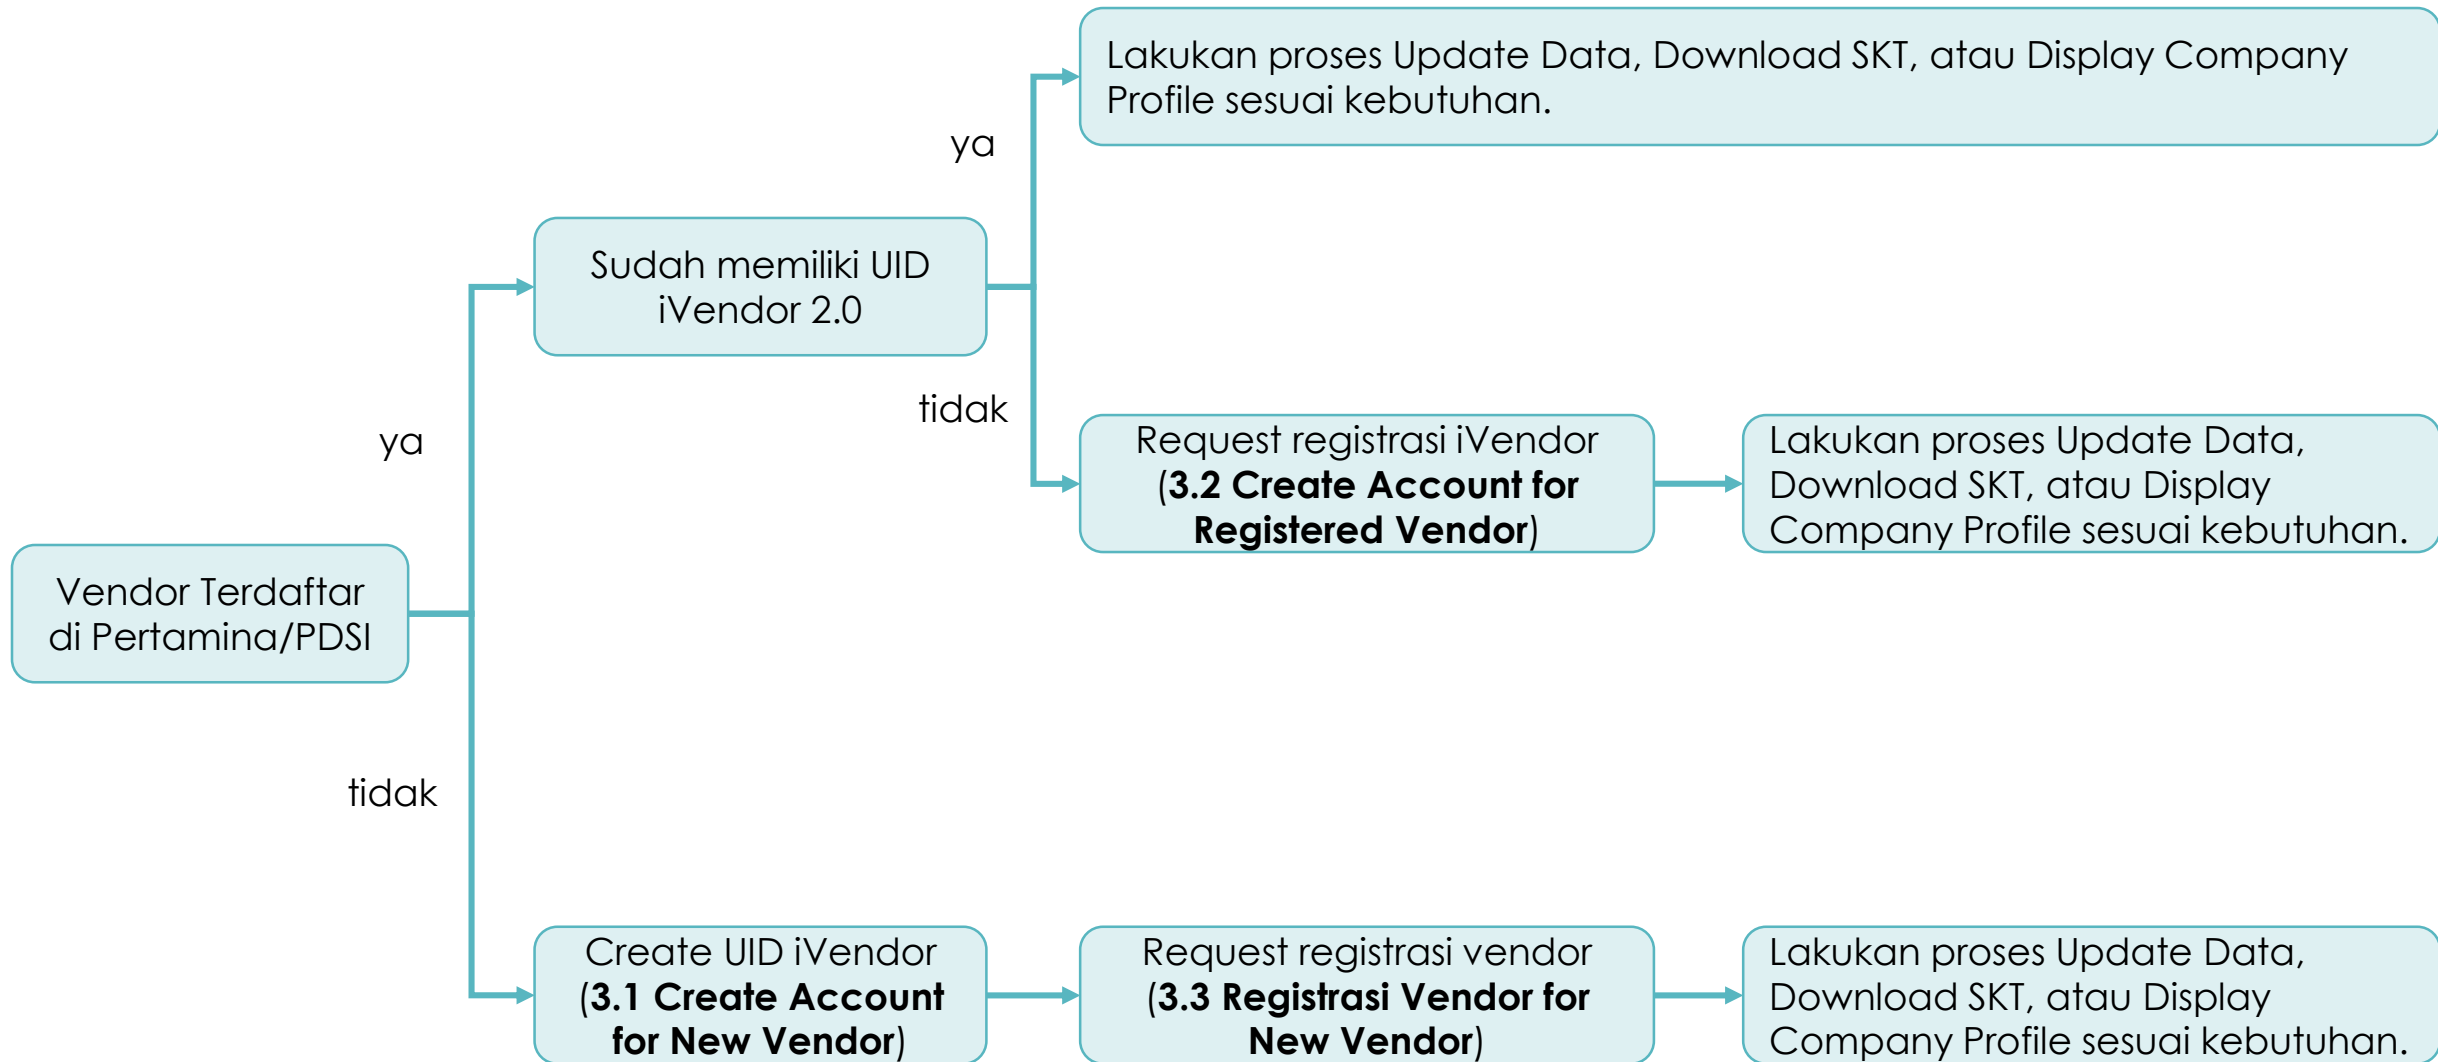 Lakukan proses Update Data, Download SKT, atau Display Company
Profile sesuai kebutuhan.
ya
Sudah memiliki UID
iVendor 2.0
tidak
ya
Request registrasi iVendor
(3.2 Create Account for
Registered Vendor)
Lakukan proses Update Data,
Download SKT, atau Display
Company Profile sesuai kebutuhan.
Vendor Terdaftar
di Pertamina/PDSI
tidak
Create UID iVendor
(3.1 Create Account
for New Vendor)
Request registrasi vendor
(3.3 Registrasi Vendor for
New Vendor)
Lakukan proses Update Data,
Download SKT, atau Display
Company Profile sesuai kebutuhan.